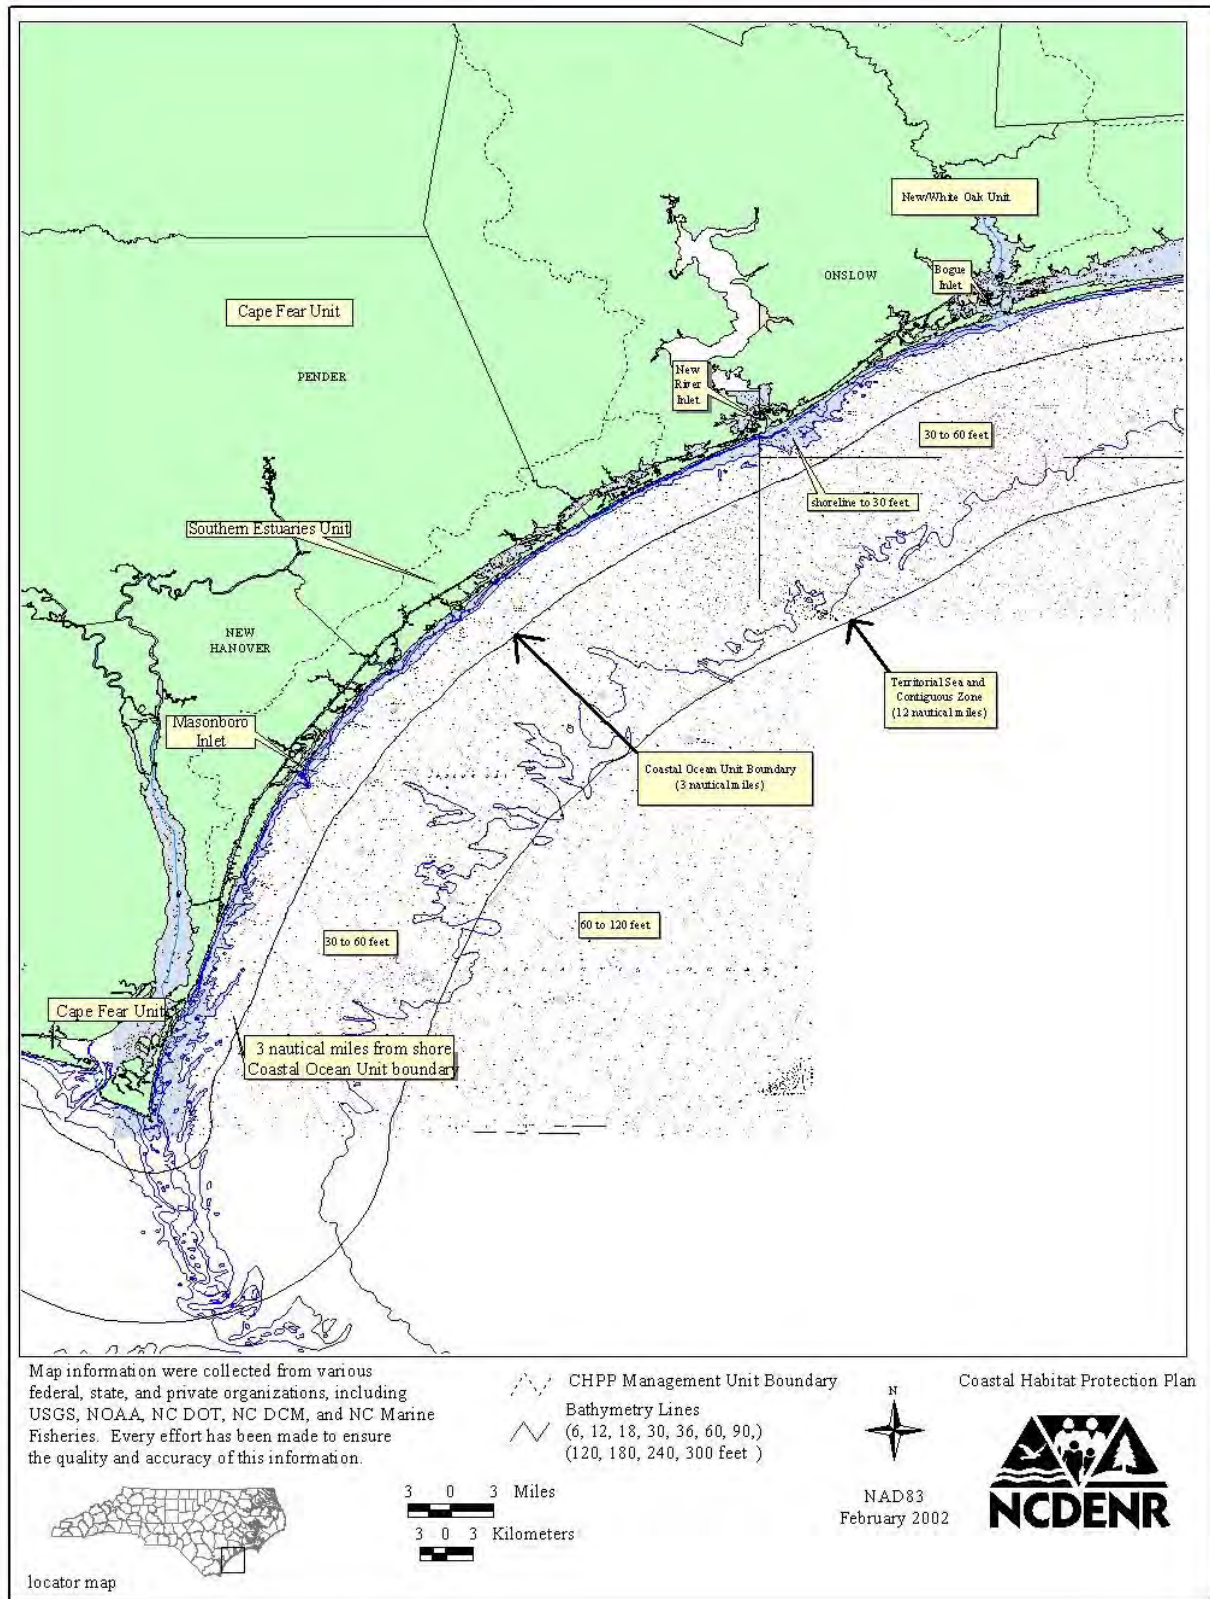 New/White Oak Unit
Bogue
Inlet
ONSLOW
Cape Fear Unit
PENDER
New
River
Inlet
30 to 60 feet
shoreline to 30 feet
Southern Estuaries Unit
NEW
HANOVER
Territorial Sea and
Contiguous Zone
(12 nautical miles)
Masonboro
Inlet
Coastal Ocean Unit Boundary
(3 nautical miles)
60 to 120 feet
30 to 60 feet
Cape Fear Unit
3 nautical miles from shore
Coastal Ocean Unit boundary
Map information were collected from various
federal, state, and private organizations, including
USGS, NOAA, NC DOT, NC DCM, and NC Marine
Fisheries. Every effort has been made to ensure
the quality and accuracy of this information.
CHPP Management Unit Boundary
Bathymetry Lines
(6, 12, 18, 30, 36, 60, 90,)
(120, 180, 240, 300 feet )
N
Coastal Habitat Protection Plan
3 0 3 Miles
3 0 3 Kilometers
NAD83
February 2002
NCDENR
locator map